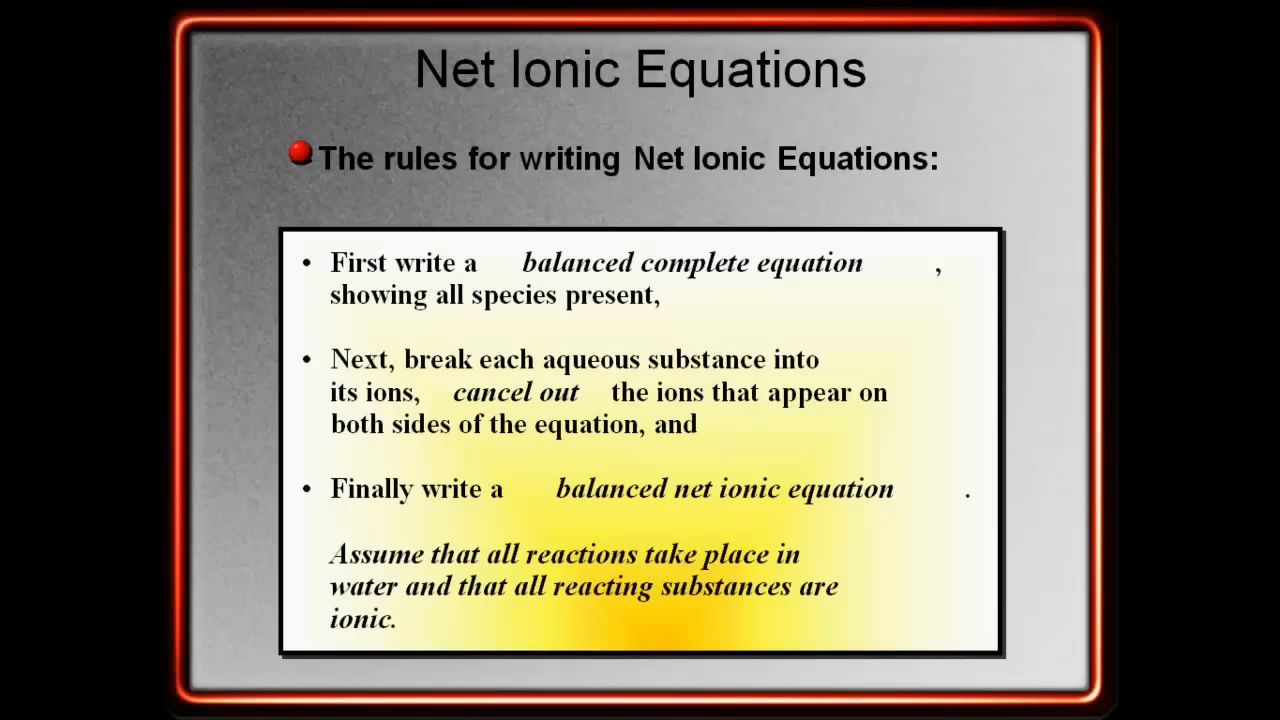 Net Ionic Equations
The rules for writing Net Ionic Equations:
• First write a balanced complete equation ,
showing all species present,
• Next, break each aqueous substance into
its ions, cancel out the ions that appear on
both sides of the equation, and
• Finally write a balanced net ionic equation .
Assume that all reactions take place in
water and that all reacting substances are
ionic.